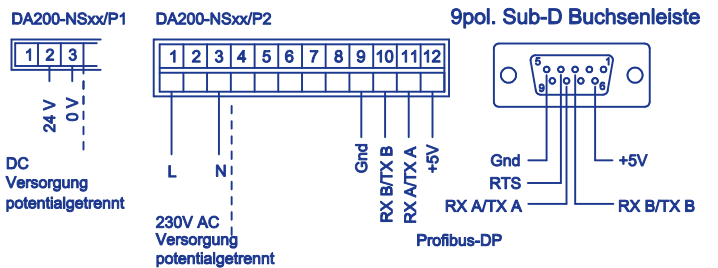 DA200-NSxx/P1
1 2 3
24 V
0 V
DC
Versorgung
potentialgetrennt
DA200-NSxx/P2
1 2 3 4 5 6 7 8 9 10 11 12
L
N
Gnd
RX B/TX B
RX A/TX A
+5V
230V AC
Versorgung
potentialgetrennt
Profibus-DP
9pol. Sub-D Buchsenleiste
5 1
9 6
Gnd
+5V
RTS
RX A/TX A
RX B/TX B